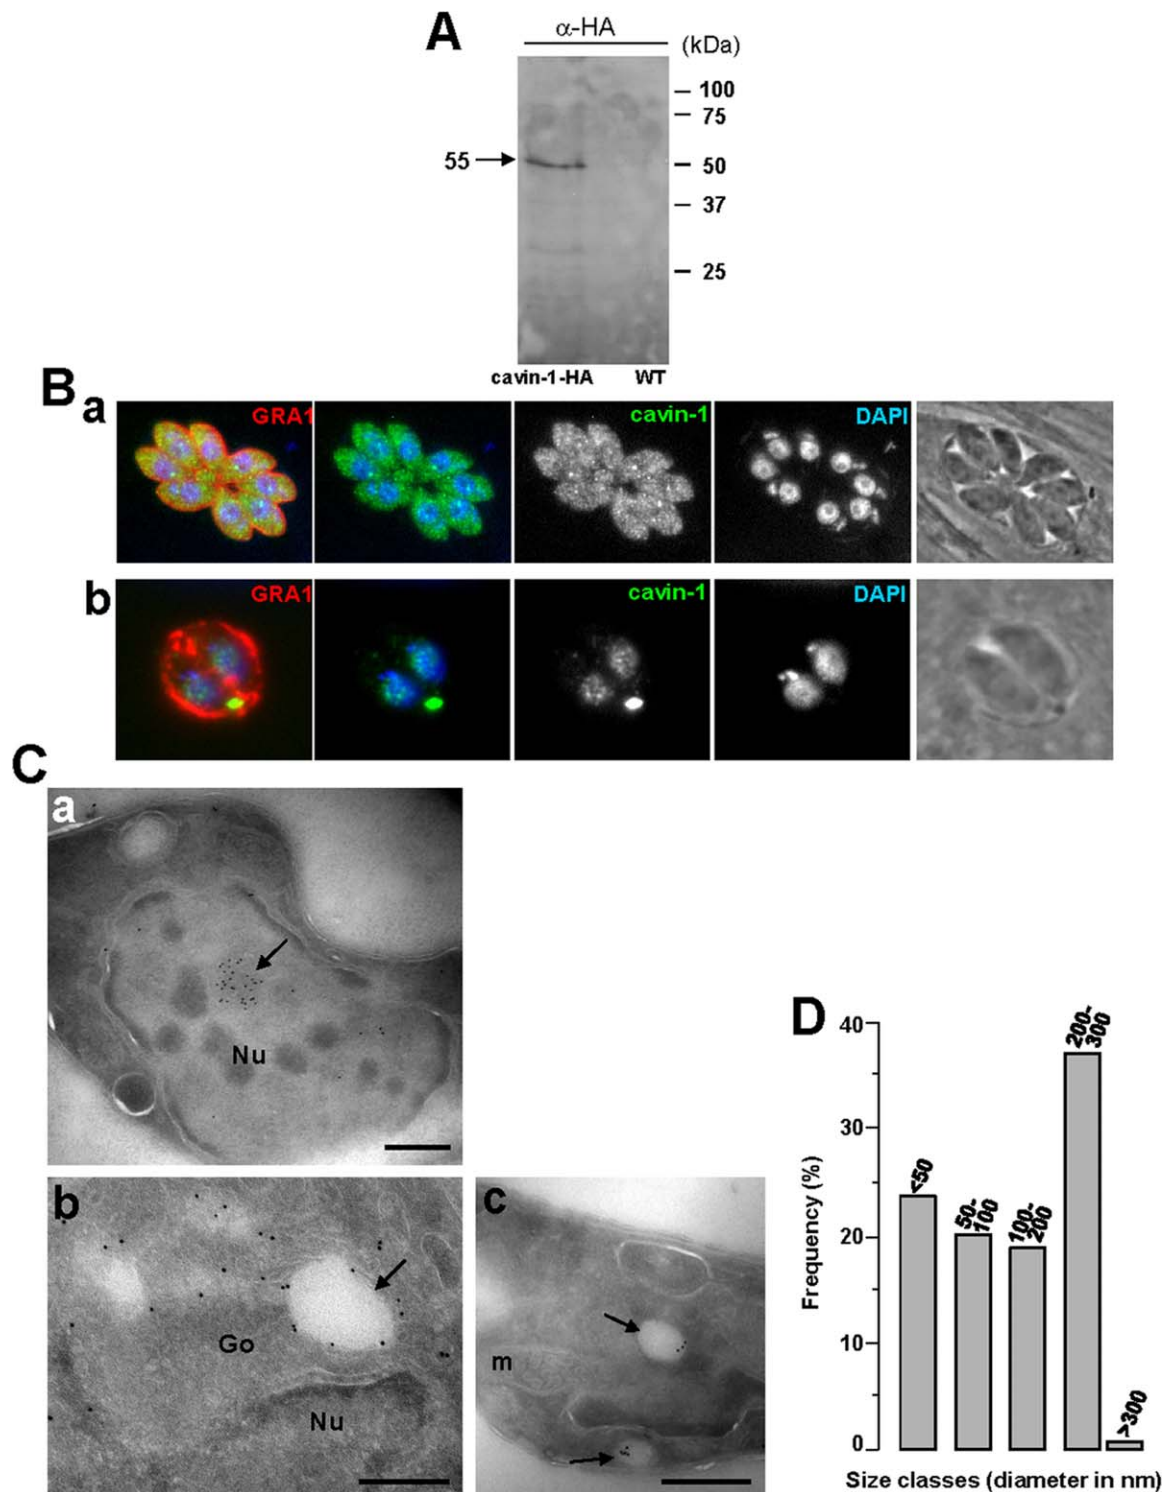 A
α-HA
(kDa)
100
75
55
50
37
25
cavin-1-HA WT
B
a
GRA1
cavin-1
DAPI
b
GRA1
cavin-1
DAPI
C
a
Nu
b
Go
Nu
c
m
D
Frequency (%)
40
30
20
10
0
<50
50-
100
100-
200
200-
300
>300
Size classes (diameter in nm)